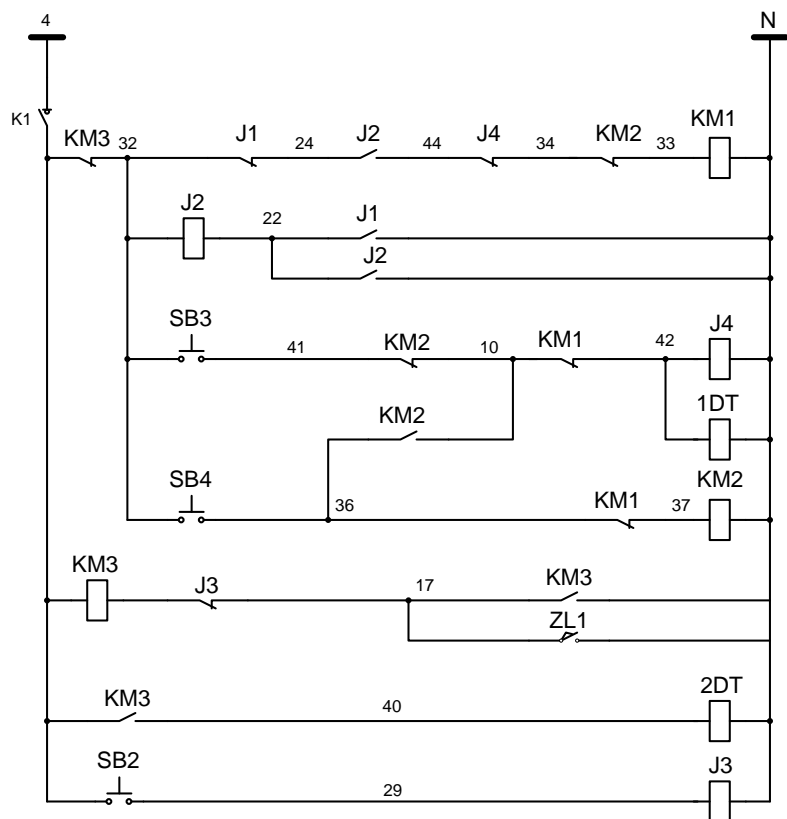 4 N
K1
KM3 32 J1 24 J2 44 J4 34 KM2 33 KM1
J2 22 J1
J2
SB3 41 KM2 10 KM1 42 J4
KM2 1DT
SB4 36 KM1 37 KM2
KM3 J3 17 KM3
ZL1
KM3 40 2DT
SB2 29 J3